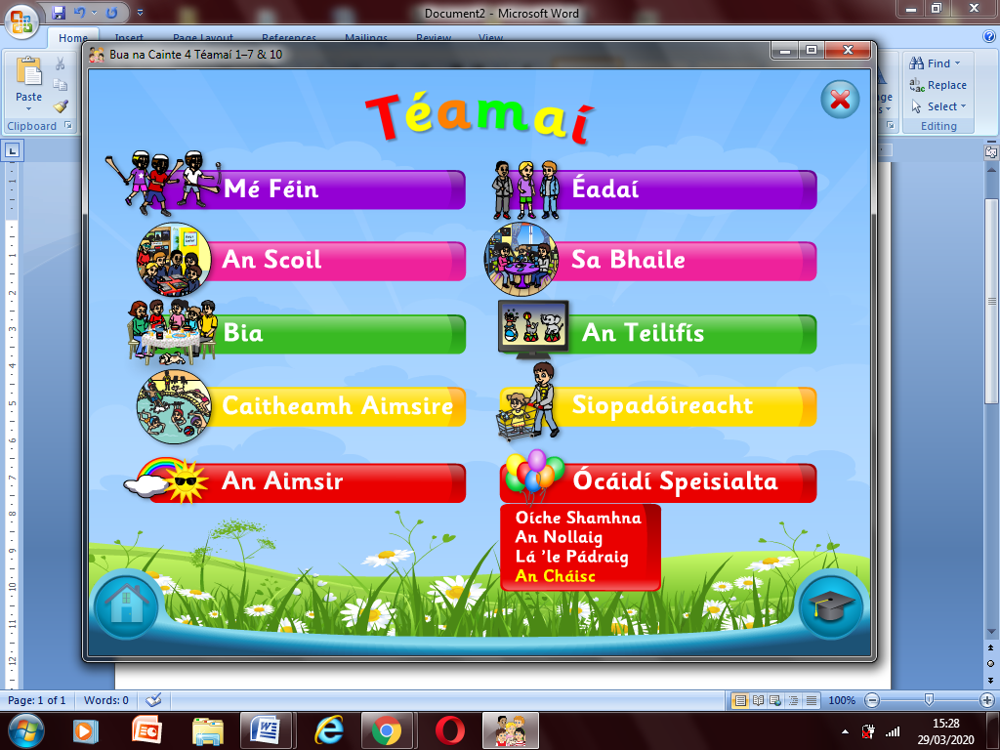 Document2 - Microsoft Word
Home Insert Page Layout References Mailings Review View
Bua na Cainte 4 Téamaí 1–7 & 10
Paste
Clipboard
Find
Replace
Select
Editing
Téamaí
Mé Féin
Éadaí
An Scoil
Sa Bhaile
Bia
An Teilifís
Caitheamh Aimsire
Siopadóireacht
An Aimsir
Ócáidí Speisialta
Oíche Shamhna
An Nollaig
Lá 'le Pádraig
An Cháisc
Page: 1 of 1 Words: 0
100%
15:28
29/03/2020